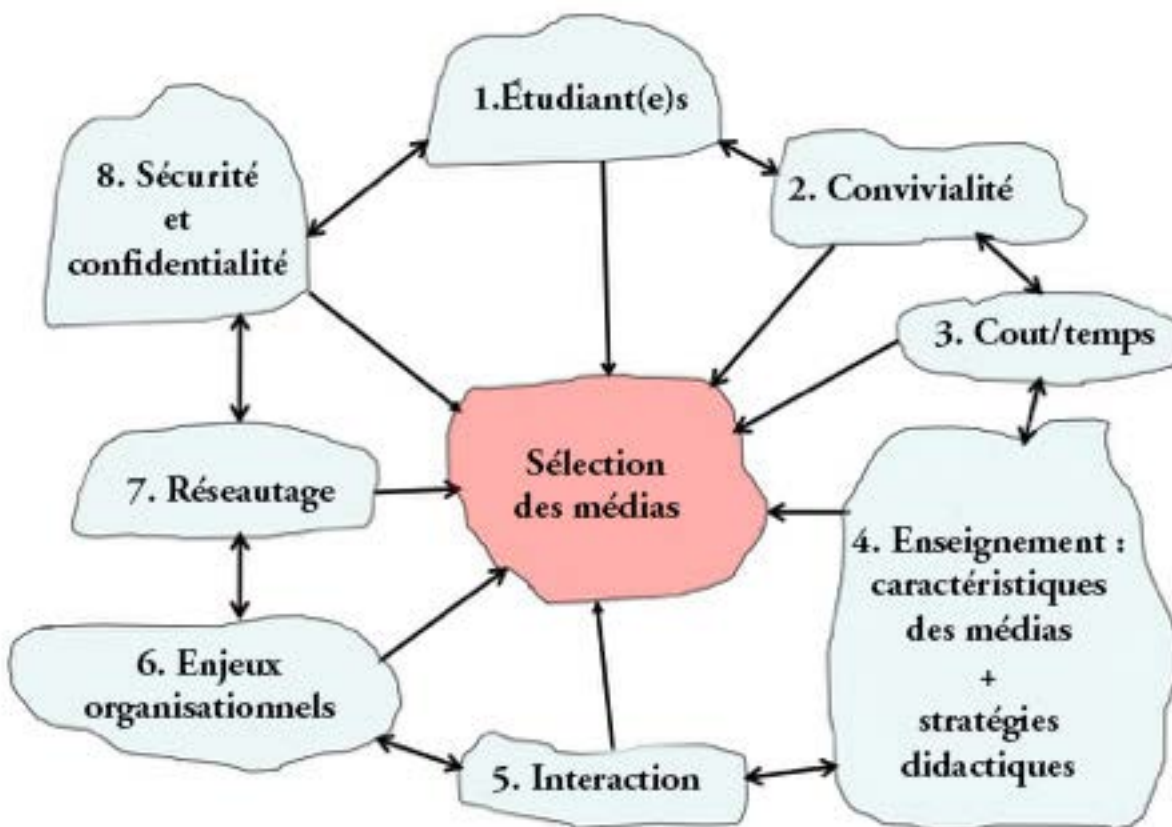 1.Étudiant(e)s
2. Convivialité
3. Cout/temps
4. Enseignement :
caractéristiques
des médias
+
stratégies
didactiques
5. Interaction
6. Enjeux
organisationnels
7. Réseautage
8. Sécurité
et
confidentialité
Sélection
des médias